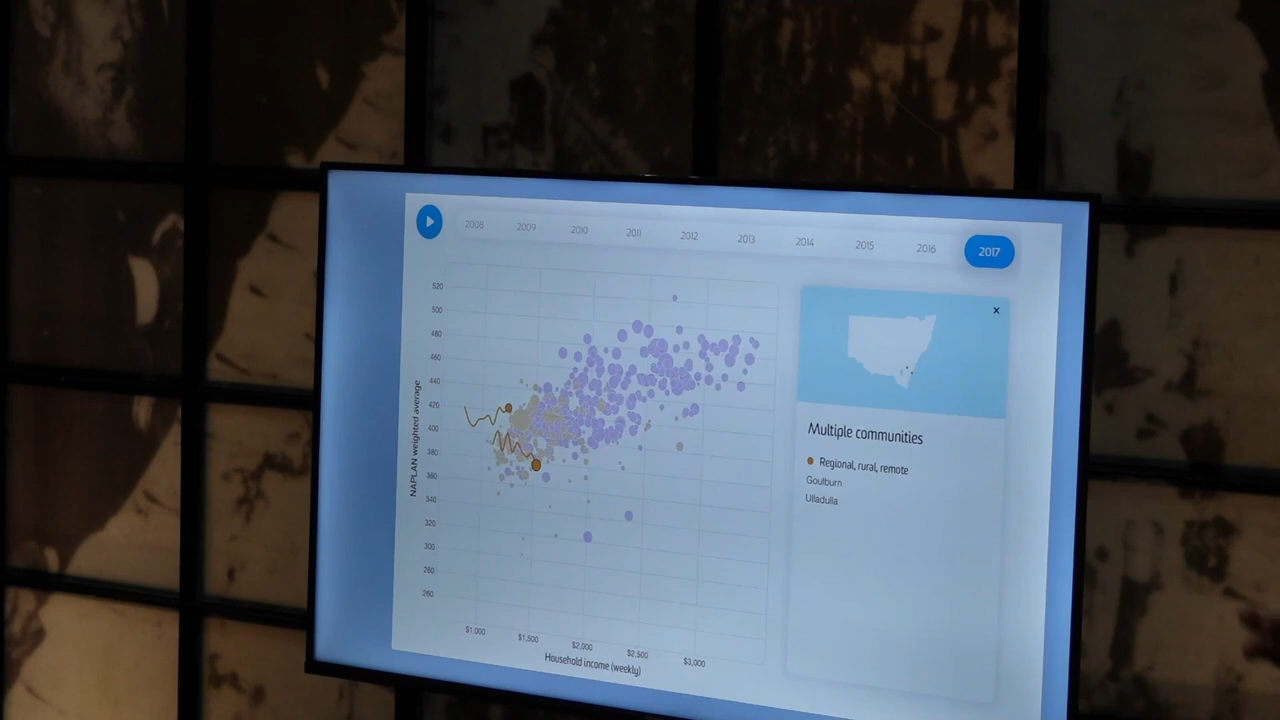 2008 2009 2010 2011 2012 2013 2014 2015 2016 2017
520
500
480
460
440
420
400
380
360
340
320
300
280
260
NAPLAN weighted average
$1,000 $1,500 $2,000 $2,500 $3,000
Household income (weekly)
×
Multiple communities
Regional, rural, remote
Goulburn
Ulladulla